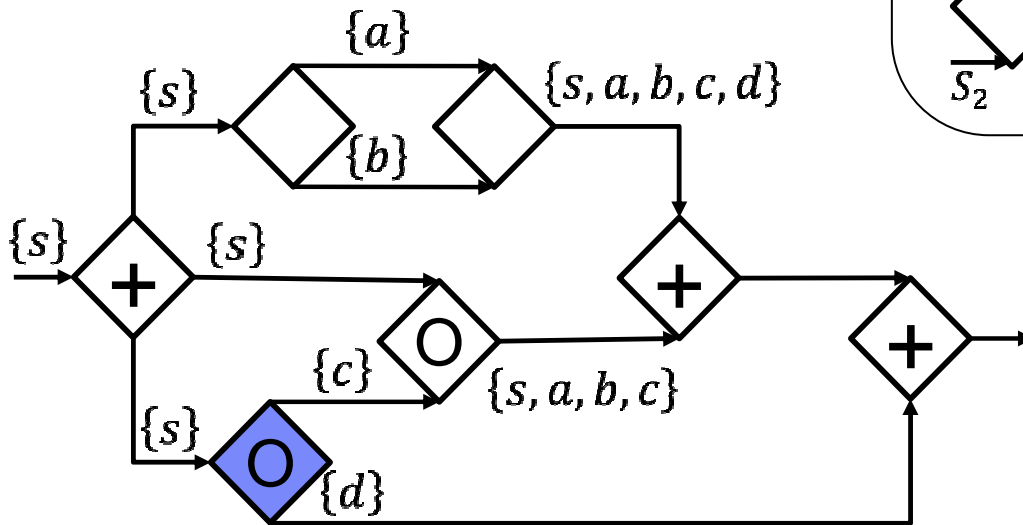 {a}
{s}
{s, a, b, c, d}
S₂
{b}
{s}
{s}
+
+
O
+
{c}
{s, a, b, c}
{s}
O
{d}